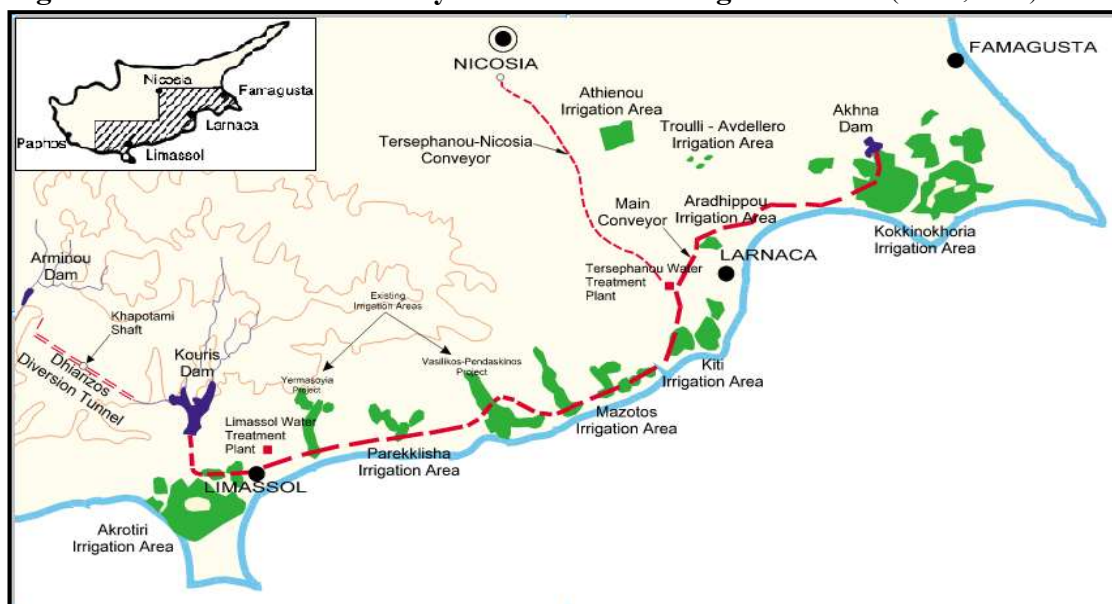 Nicosia
Famagusta
Larnaca
Paphos
Limassol
NICOSIA
FAMAGUSTA
Athienou
Irrigation Area
Troulli - Avdellero
Irrigation Area
Akhna
Dam
Tersephanou-Nicosia
Conveyor
Main
Conveyor
Aradhippou
Irrigation Area
Kokkinokhoria
Irrigation Area
LARNACA
Tersephanou Water
Treatment
Plant
Arminou
Dam
Khapotami
Shaft
Dhiarizos
Diversion Tunnel
Kouris
Dam
Existing
Irrigation Areas
Yermasoyia
Project
Vasilikos-Pendaskinos
Project
Kiti
Irrigation Area
Mazotos
Irrigation Area
Limassol Water
Treatment
Plant
Parekklisha
Irrigation Area
LIMASSOL
Akrotiri
Irrigation Area